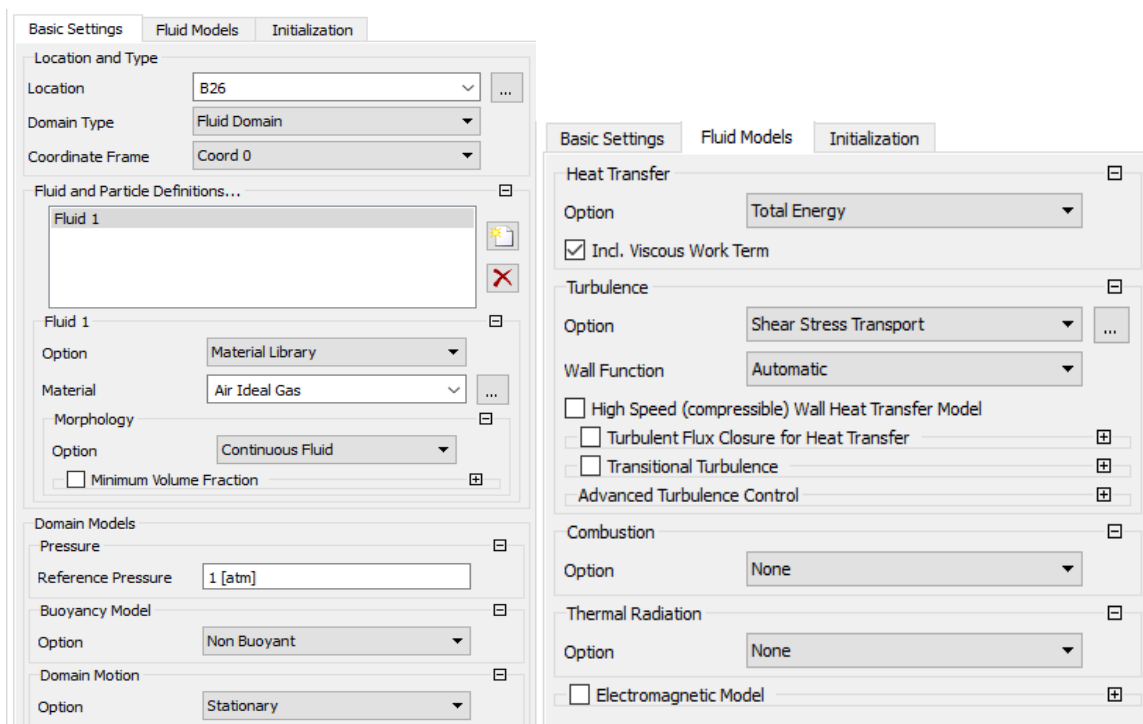 Basic Settings Fluid Models Initialization
Location and Type
Location B26 ...
Domain Type Fluid Domain
Coordinate Frame Coord 0
Fluid and Particle Definitions...
Fluid 1
Fluid 1
Option Material Library
Material Air Ideal Gas ...
Morphology
Option Continuous Fluid
Minimum Volume Fraction
Domain Models
Pressure
Reference Pressure 1 [atm]
Buoyancy Model
Option Non Buoyant
Domain Motion
Option Stationary
Basic Settings Fluid Models Initialization
Heat Transfer
Option Total Energy
Incl. Viscous Work Term
Turbulence
Option Shear Stress Transport ...
Wall Function Automatic
High Speed (compressible) Wall Heat Transfer Model
Turbulent Flux Closure for Heat Transfer
Transitional Turbulence
Advanced Turbulence Control
Combustion
Option None
Thermal Radiation
Option None
Electromagnetic Model